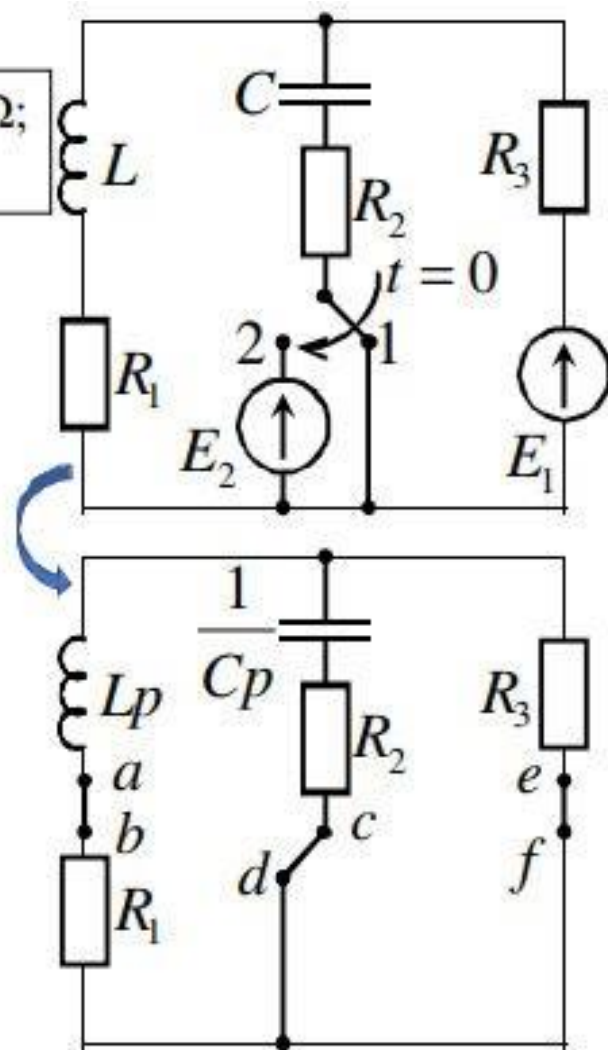 Ω;
C
L
R₂
R₃
t = 0
2
1
R₁
E₂
E₁
1
Cp
Lp
R₂
R₃
a
b
c
d
e
f
R₁